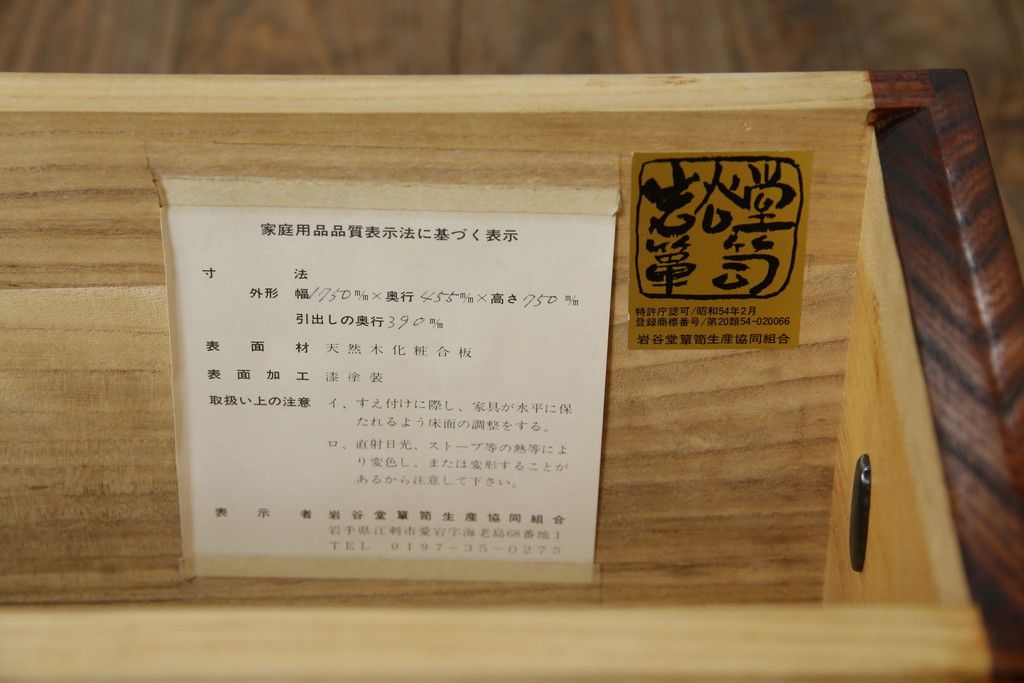 家庭用品品質表示法に基づく表示
寸法
外形 幅1750m/m×奥行455m/m×高さ750m/m
引出しの奥行390m/m
表面材 天然木化粧合板
表面加工 漆塗装
取扱い上の注意 イ、すえ付けに際し、家具が水平に保
たれるよう床面の調整をする。
ロ、直射日光、ストーブ等の熱等によ
り変色し、または変形することが
あるから注意して下さい。
表示者 岩谷堂簞笥生産協同組合
岩手県江刺市愛宕字海老島68番地1
TEL 0197-35-0275
岩谷堂
簞笥
特許庁認可/昭和54年2月
登録商標番号/第20類54-020066
岩谷堂簞笥生産協同組合